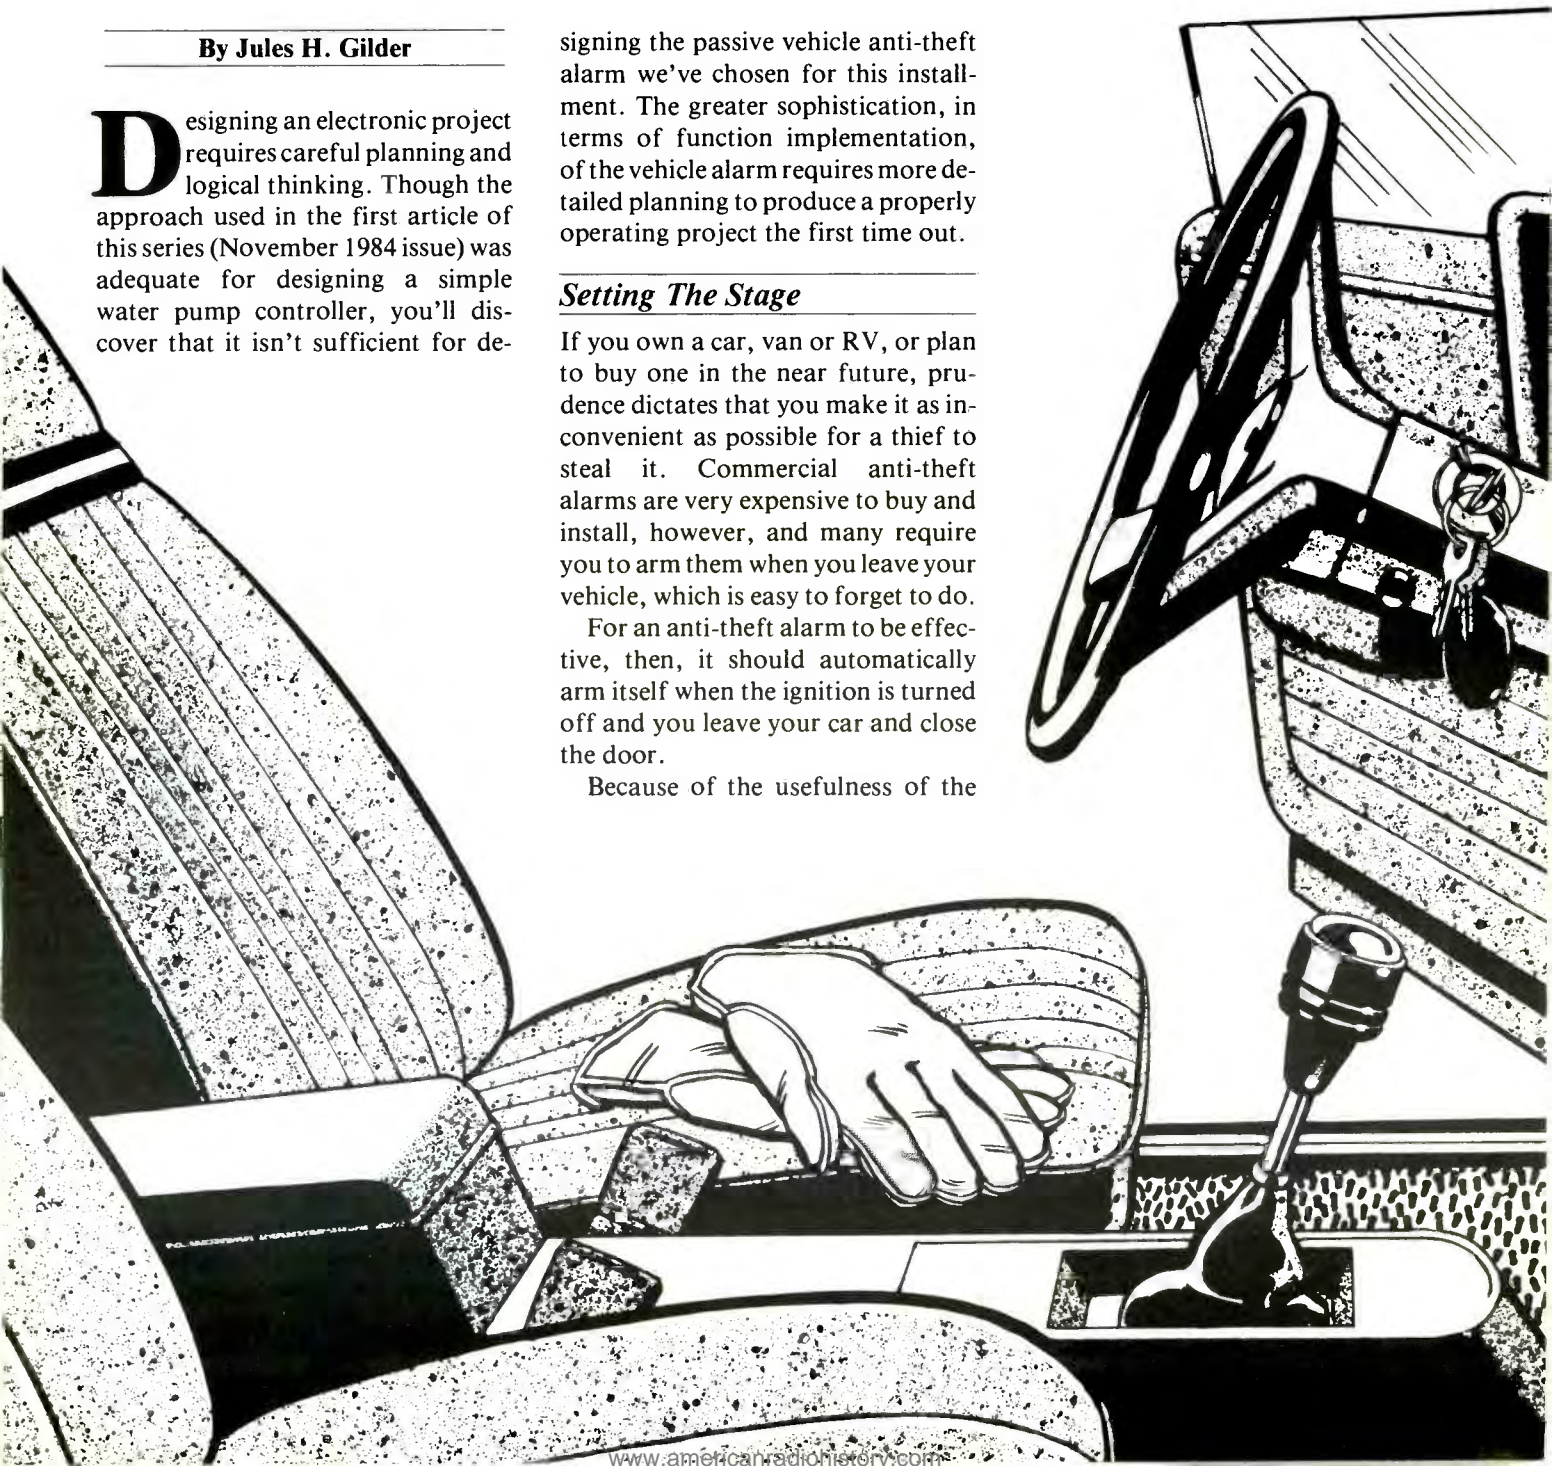 By Jules H. Gilder
Designing an electronic project
requires careful planning and
logical thinking. Though the
approach used in the first article of
this series (November 1984 issue) was
adequate for designing a simple
water pump controller, you'll dis-
cover that it isn't sufficient for de-
signing the passive vehicle anti-theft
alarm we've chosen for this install-
ment. The greater sophistication, in
terms of function implementation,
of the vehicle alarm requires more de-
tailed planning to produce a properly
operating project the first time out.
Setting The Stage
If you own a car, van or RV, or plan
to buy one in the near future, pru-
dence dictates that you make it as in-
convenient as possible for a thief to
steal it. Commercial anti-theft
alarms are very expensive to buy and
install, however, and many require
you to arm them when you leave your
vehicle, which is easy to forget to do.
For an anti-theft alarm to be effec-
tive, then, it should automatically
arm itself when the ignition is turned
off and you leave your car and close
the door.
Because of the usefulness of the
www.americanradiohistory.com